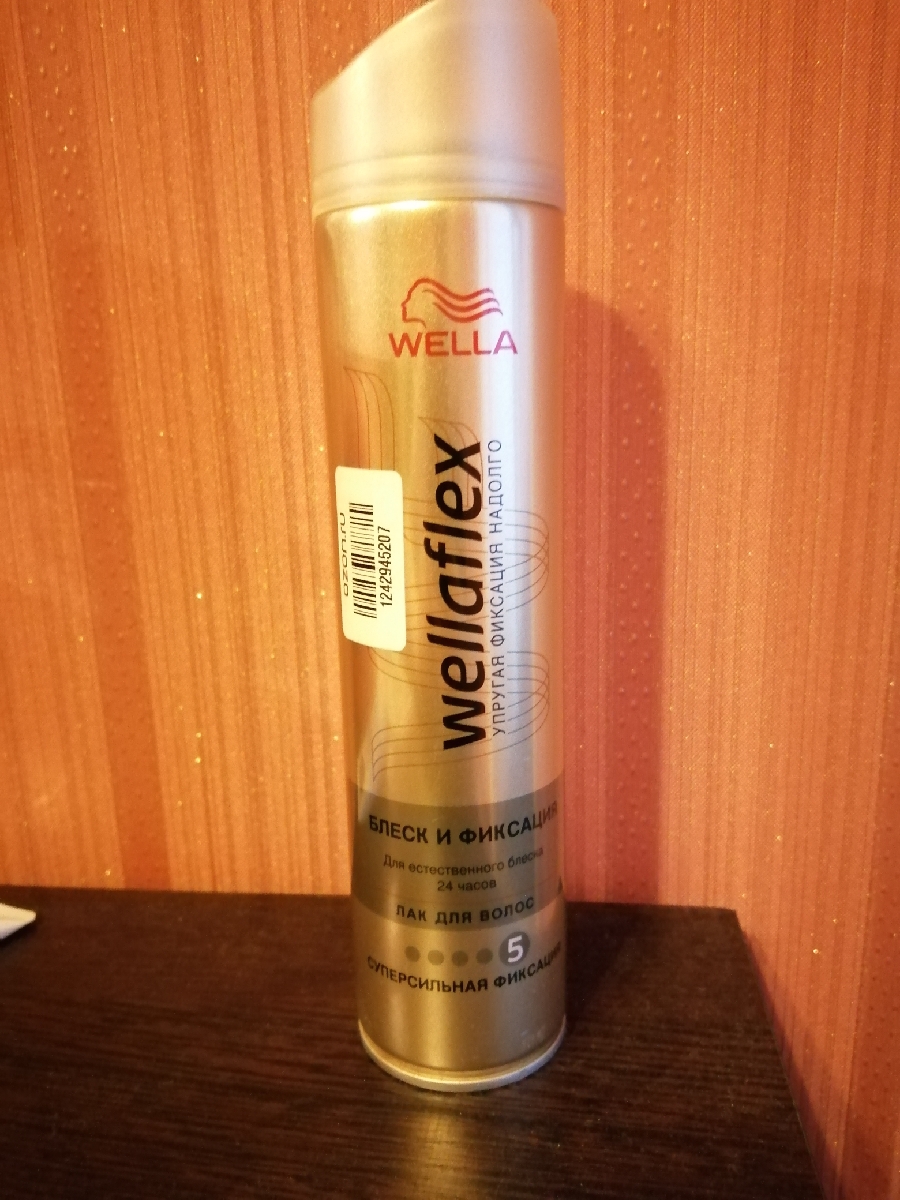 WELLA
wellaflex
УПРУГАЯ ФИКСАЦИЯ НАДОЛГО
ozon.ru
1242945207
БЛЕСК И ФИКСАЦИЯ
Для естественного блеска
24 часов
ЛАК ДЛЯ ВОЛОС
5
СУПЕРСИЛЬНАЯ ФИКСАЦИЯ